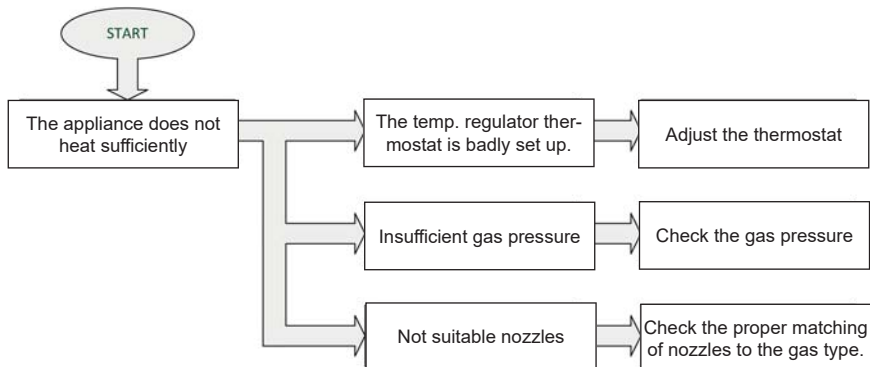 START
The appliance does not
heat sufficiently
The temp. regulator ther-
mostat is badly set up.
Adjust the thermostat
Insufficient gas pressure
Check the gas pressure
Not suitable nozzles
Check the proper matching
of nozzles to the gas type.